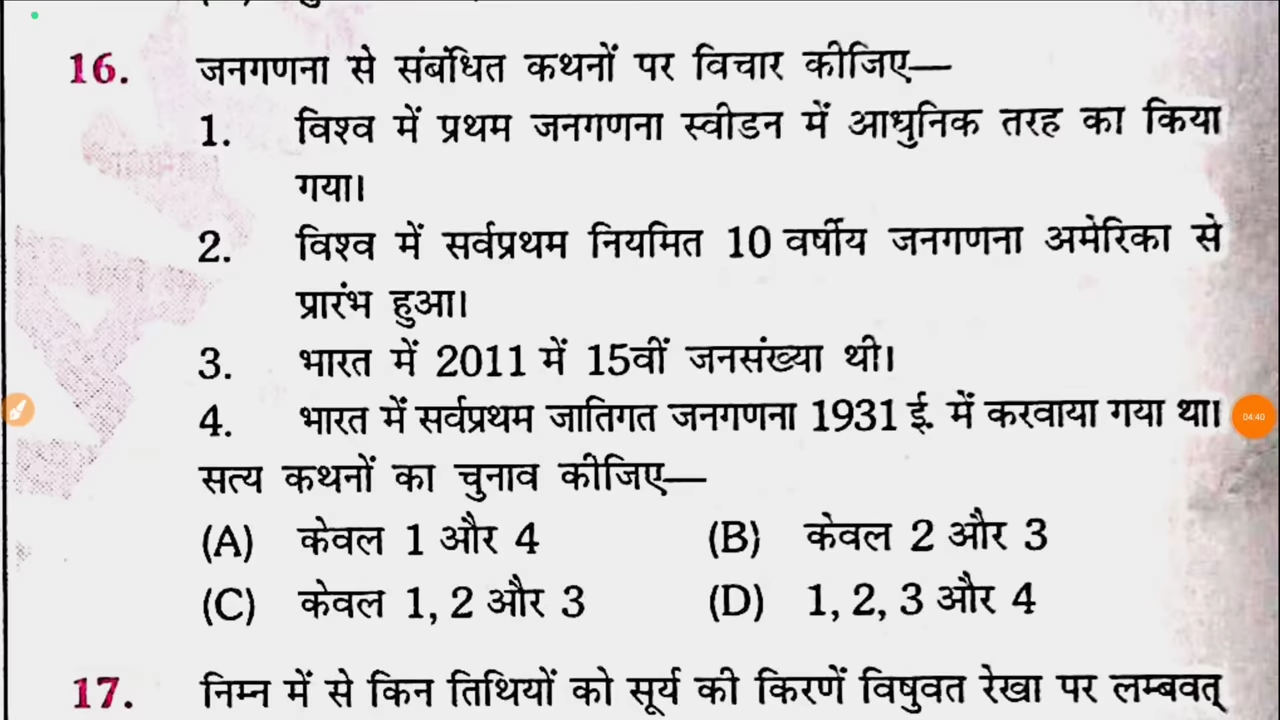 16. जनगणना से संबंधित कथनों पर विचार कीजिए—
1. विश्व में प्रथम जनगणना स्वीडन में आधुनिक तरह का किया
गया।
2. विश्व में सर्वप्रथम नियमित 10 वर्षीय जनगणना अमेरिका से
प्रारंभ हुआ।
3. भारत में 2011 में 15वीं जनसंख्या थी।
4. भारत में सर्वप्रथम जातिगत जनगणना 1931 ई. में करवाया गया था।
04:40
सत्य कथनों का चुनाव कीजिए—
(A) केवल 1 और 4 (B) केवल 2 और 3
(C) केवल 1, 2 और 3 (D) 1, 2, 3 और 4
17. निम्न में से किन तिथियों को सूर्य की किरणें विषुवत रेखा पर लम्बवत्